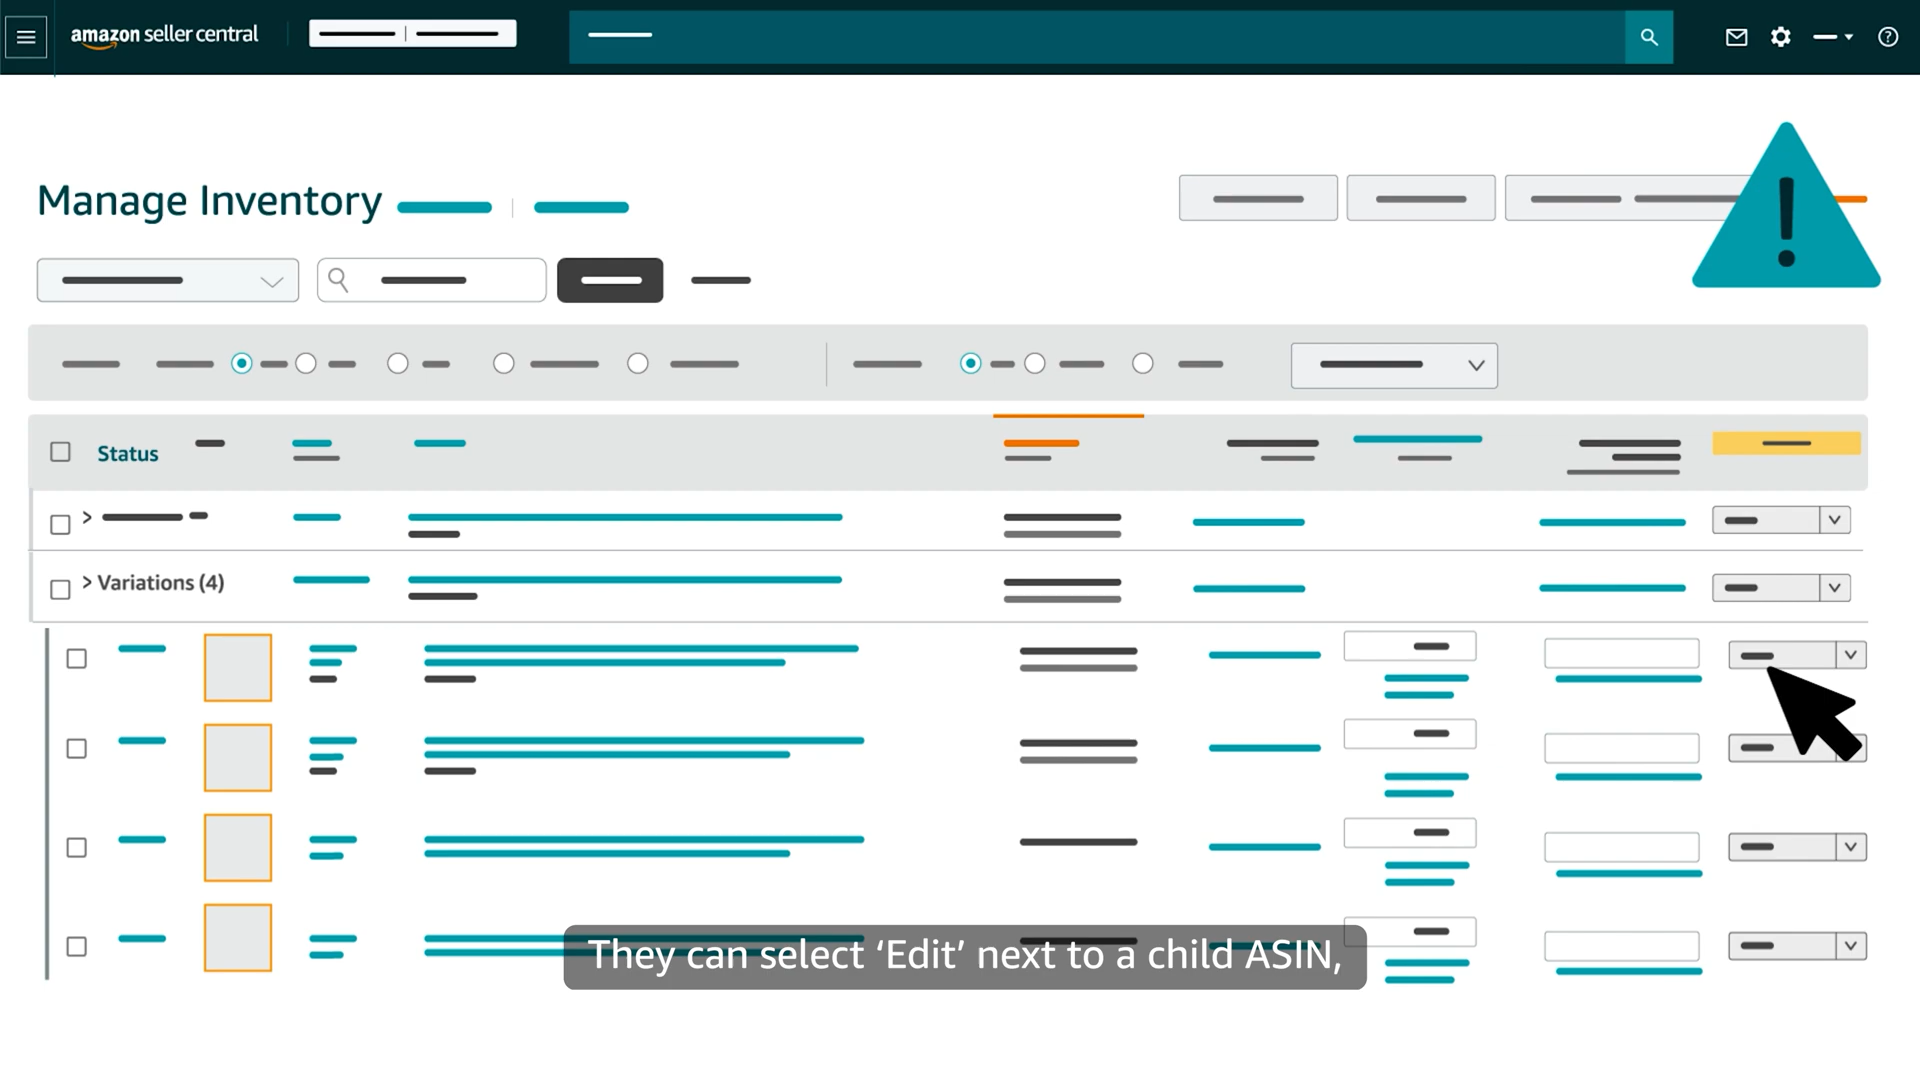 amazon seller central
Manage Inventory
Status
Variations (4)
They can select ‘Edit’ next to a child ASIN,